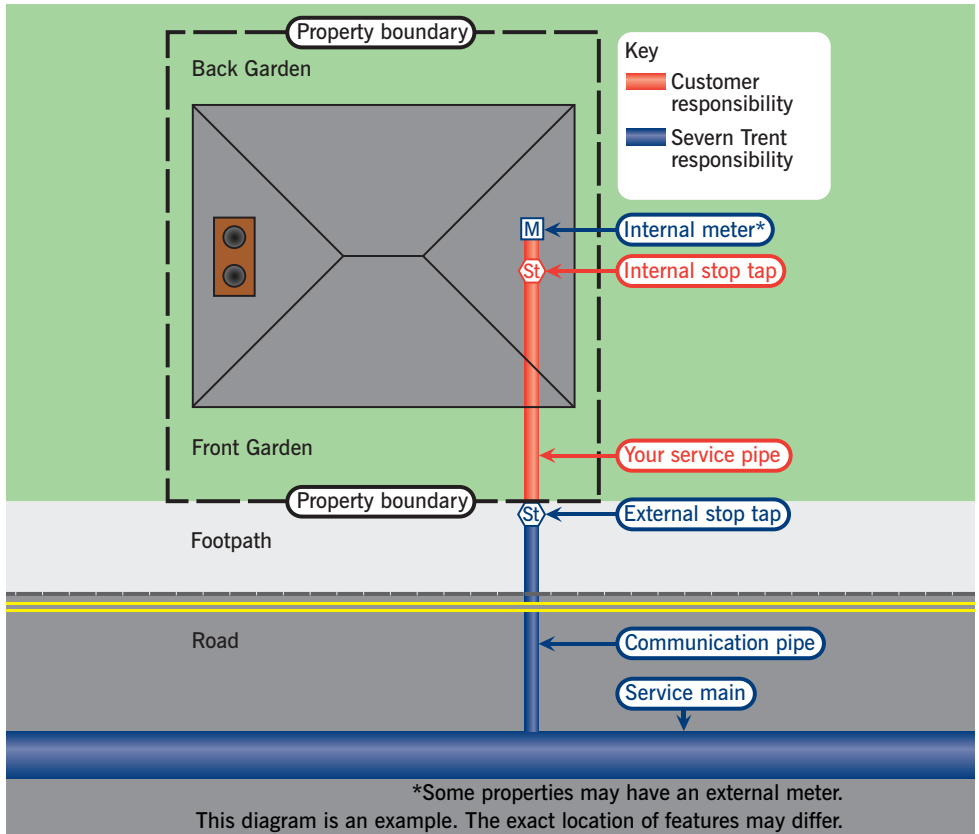 Property boundary
Back Garden
Key
Customer
responsibility
Severn Trent
responsibility
M
Internal meter*
St
Internal stop tap
Front Garden
Your service pipe
Property boundary
St
External stop tap
Footpath
Road
Communication pipe
Service main
*Some properties may have an external meter.
This diagram is an example. The exact location of features may differ.